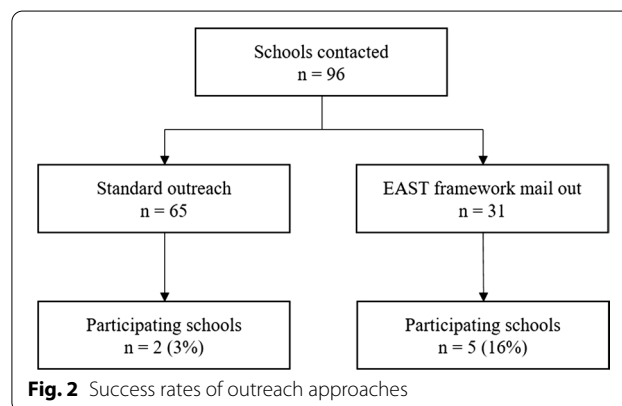 Schools contacted
n = 96
Standard outreach
n = 65
EAST framework mail out
n = 31
Participating schools
n = 2 (3%)
Participating schools
n = 5 (16%)
Fig. 2 Success rates of outreach approaches